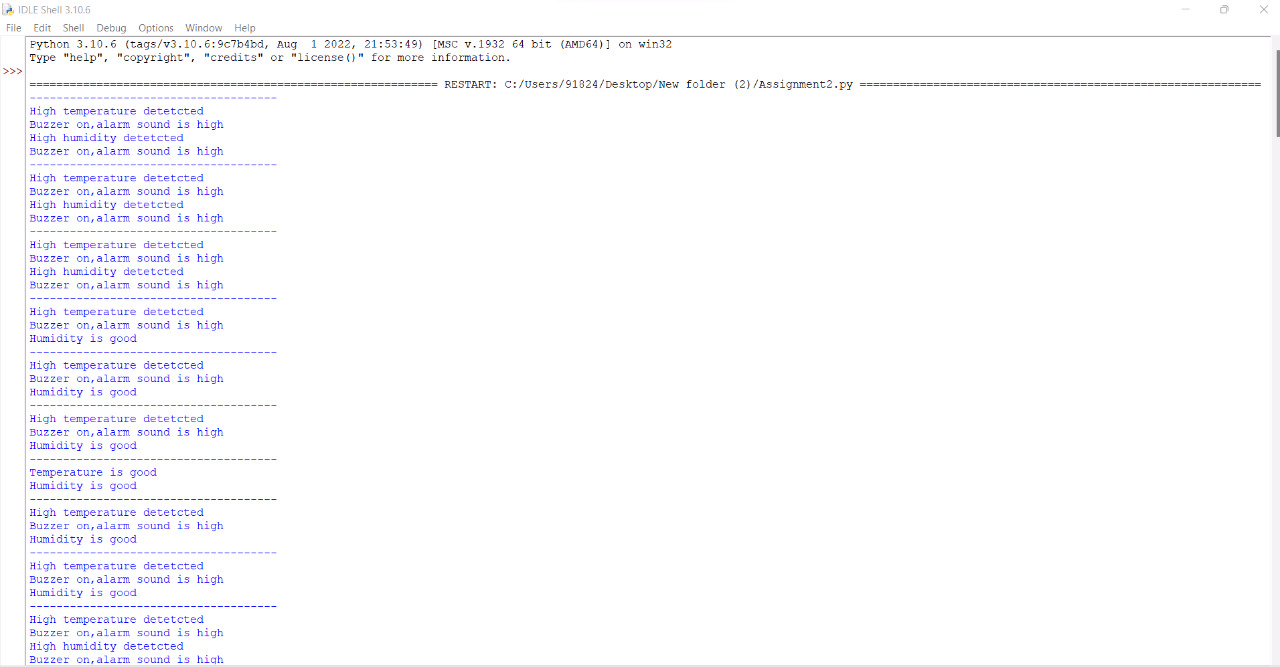 IDLE Shell 3.10.6
File Edit Shell Debug Options Window Help
Python 3.10.6 (tags/v3.10.6:9c7b4bd, Aug  1 2022, 21:53:49) [MSC v.1932 64 bit (AMD64)] on win32
Type "help", "copyright", "credits" or "license()" for more information.
>>>
============================================================= RESTART: C:/Users/91824/Desktop/New folder (2)/Assignment2.py ============================================================
-------------------------------------
High temperature detetcted
Buzzer on,alarm sound is high
High humidity detetcted
Buzzer on,alarm sound is high
-------------------------------------
High temperature detetcted
Buzzer on,alarm sound is high
High humidity detetcted
Buzzer on,alarm sound is high
-------------------------------------
High temperature detetcted
Buzzer on,alarm sound is high
High humidity detetcted
Buzzer on,alarm sound is high
-------------------------------------
High temperature detetcted
Buzzer on,alarm sound is high
Humidity is good
-------------------------------------
High temperature detetcted
Buzzer on,alarm sound is high
Humidity is good
-------------------------------------
High temperature detetcted
Buzzer on,alarm sound is high
Humidity is good
-------------------------------------
Temperature is good
Humidity is good
-------------------------------------
High temperature detetcted
Buzzer on,alarm sound is high
Humidity is good
-------------------------------------
High temperature detetcted
Buzzer on,alarm sound is high
Humidity is good
-------------------------------------
High temperature detetcted
Buzzer on,alarm sound is high
High humidity detetcted
Buzzer on,alarm sound is high